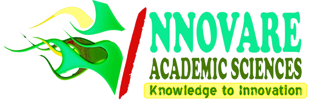 INNOVARE
ACADEMIC SCIENCES
Knowledge to Innovation